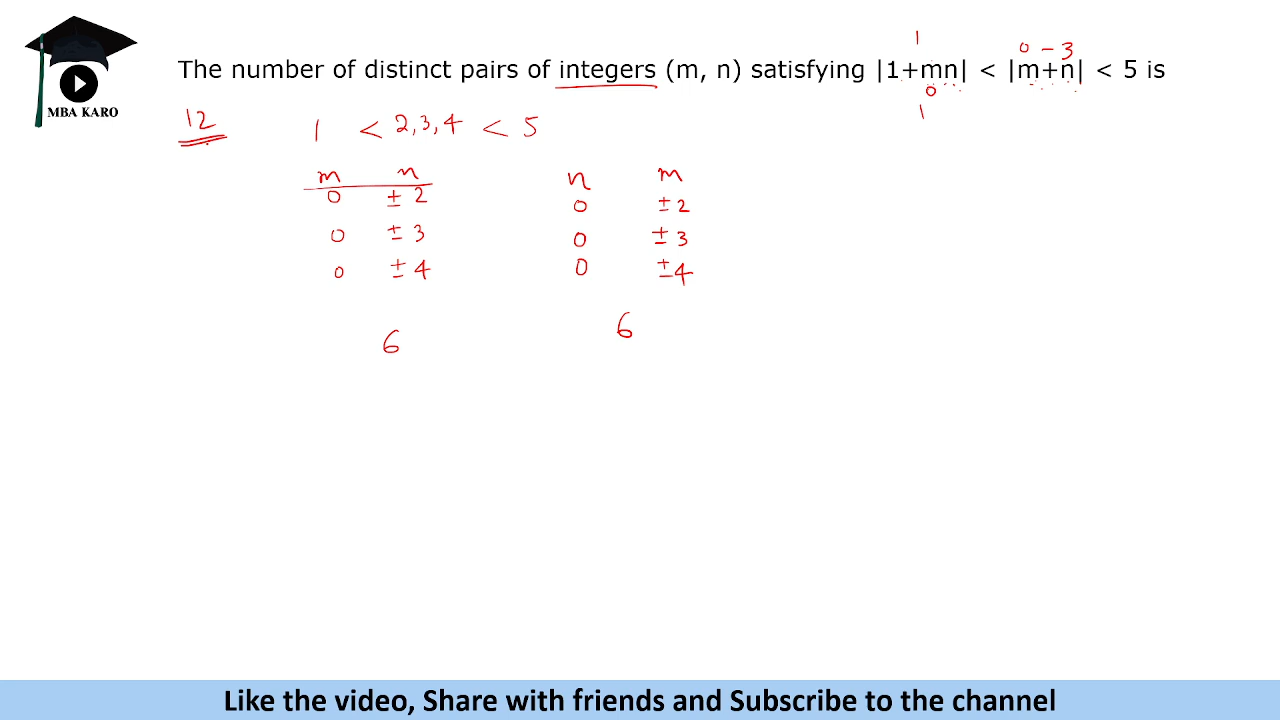 1
0 - 3
The number of distinct pairs of integers (m, n) satisfying |1+mn| < |m+n| < 5 is
0
1
MBA KARO
12
1 < 2, 3, 4 < 5
m n n m
0 ± 2 0 ± 2
0 ± 3 0 ± 3
0 ± 4 0 ± 4
6 6
Like the video, Share with friends and Subscribe to the channel